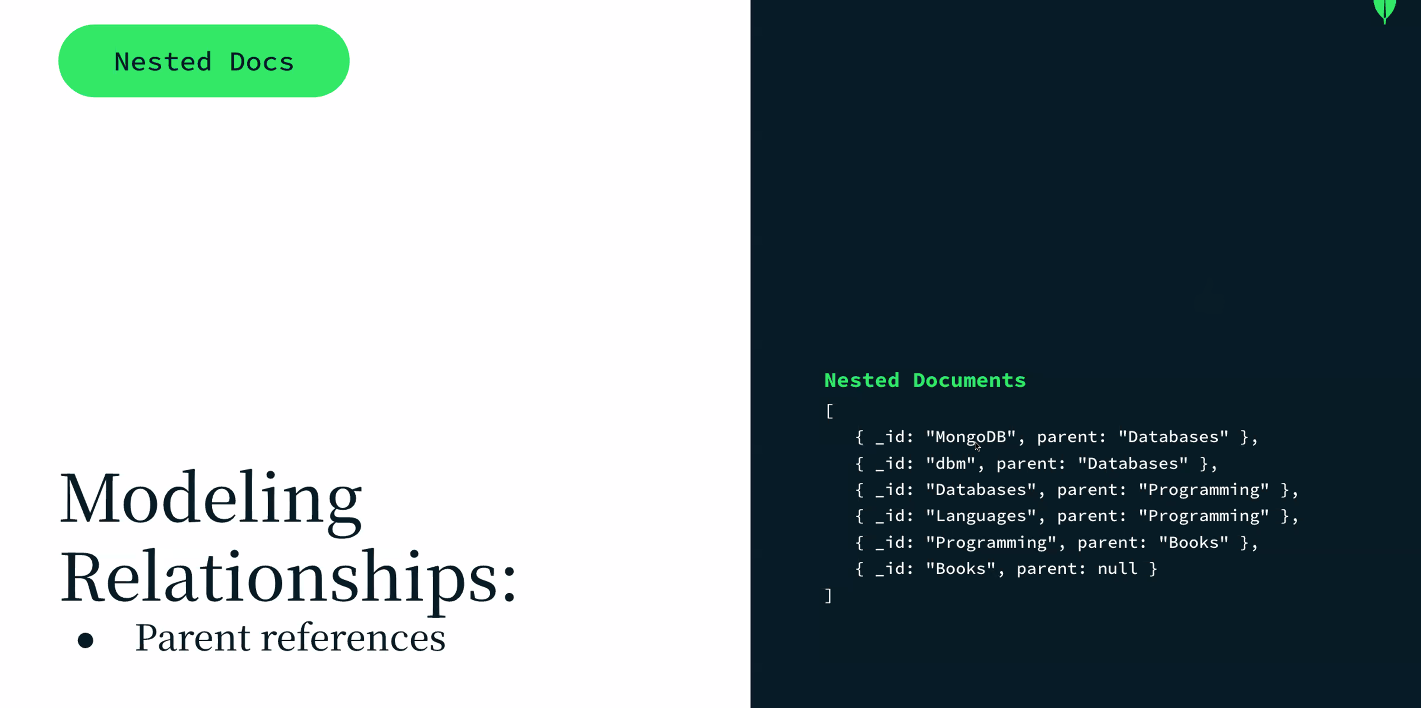 Nested Docs
Modeling
Relationships:
● Parent references
Nested Documents
[
{ _id: "MongoDB", parent: "Databases" },
{ _id: "dbm", parent: "Databases" },
{ _id: "Databases", parent: "Programming" },
{ _id: "Languages", parent: "Programming" },
{ _id: "Programming", parent: "Books" },
{ _id: "Books", parent: null }
]